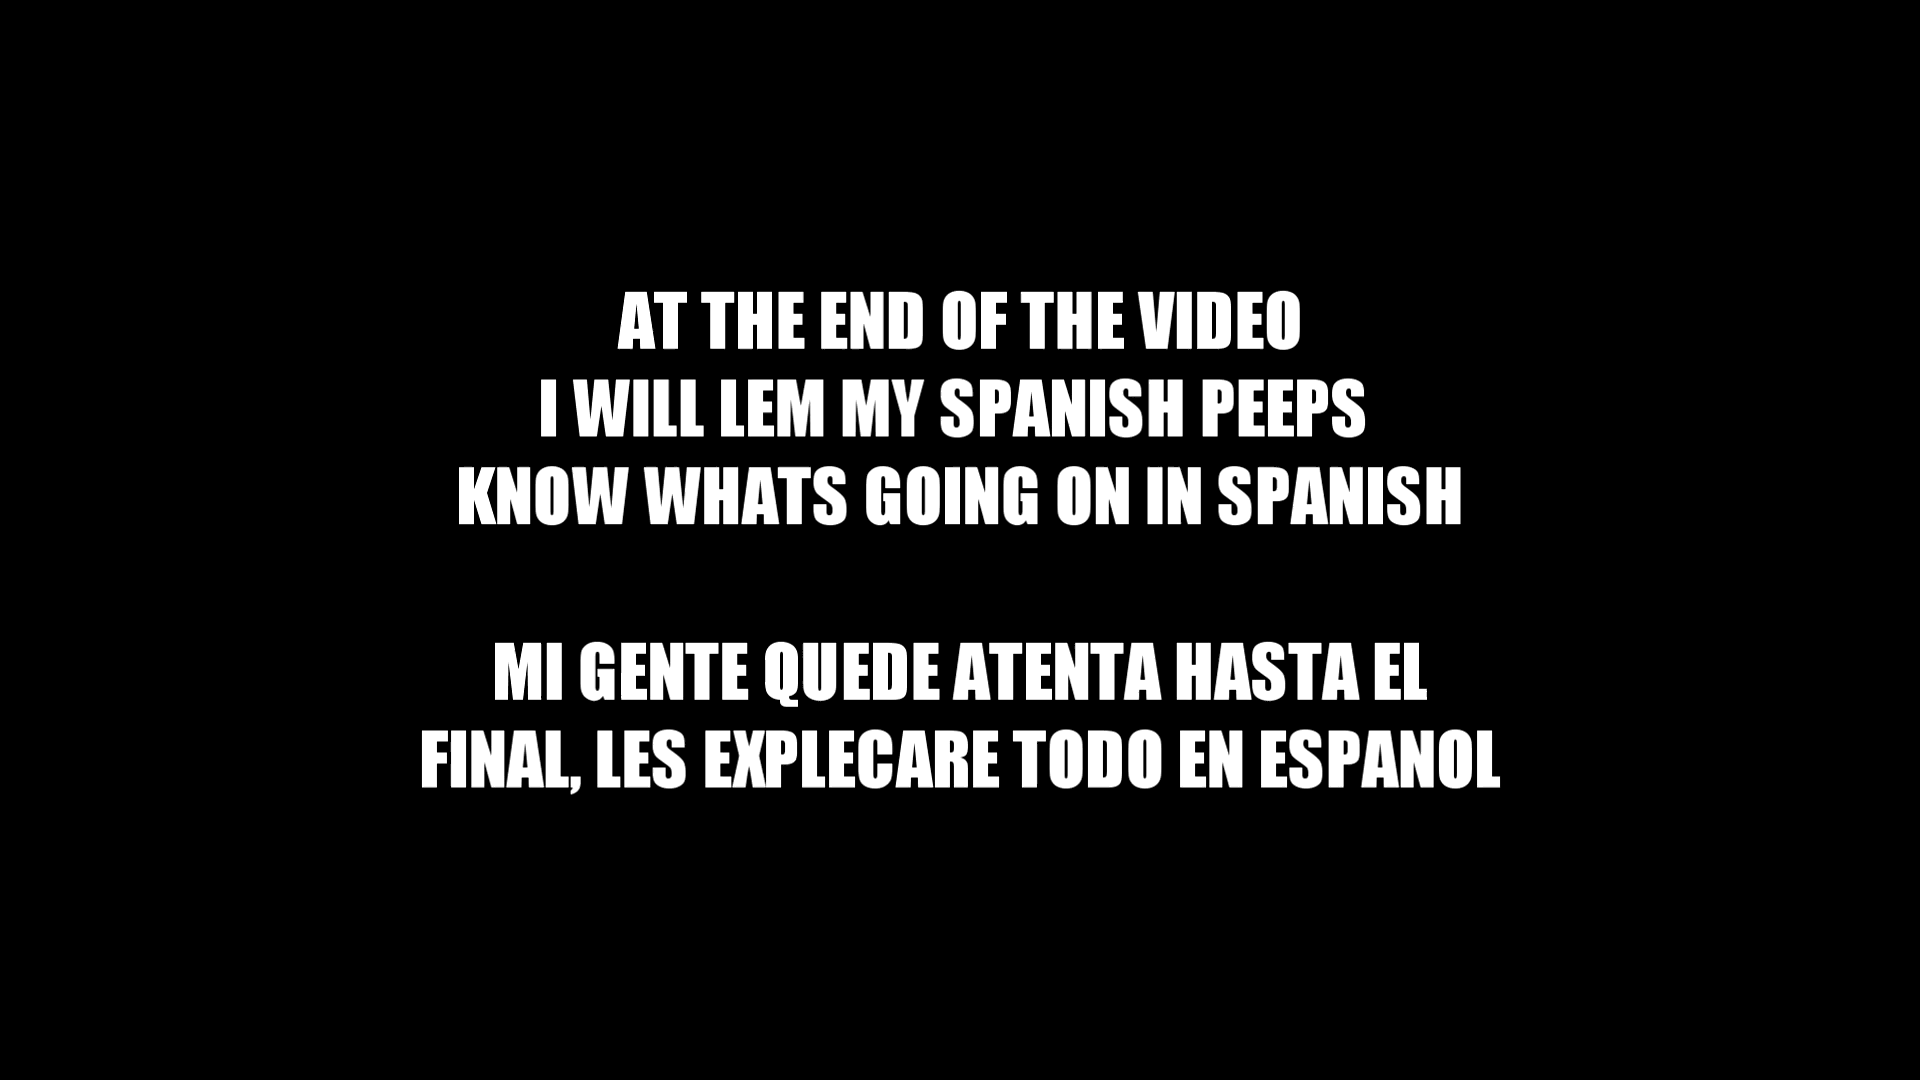 AT THE END OF THE VIDEO
I WILL LEM MY SPANISH PEEPS
KNOW WHATS GOING ON IN SPANISH
MI GENTE QUEDE ATENTA HASTA EL
FINAL, LES EXPLECARE TODO EN ESPANOL